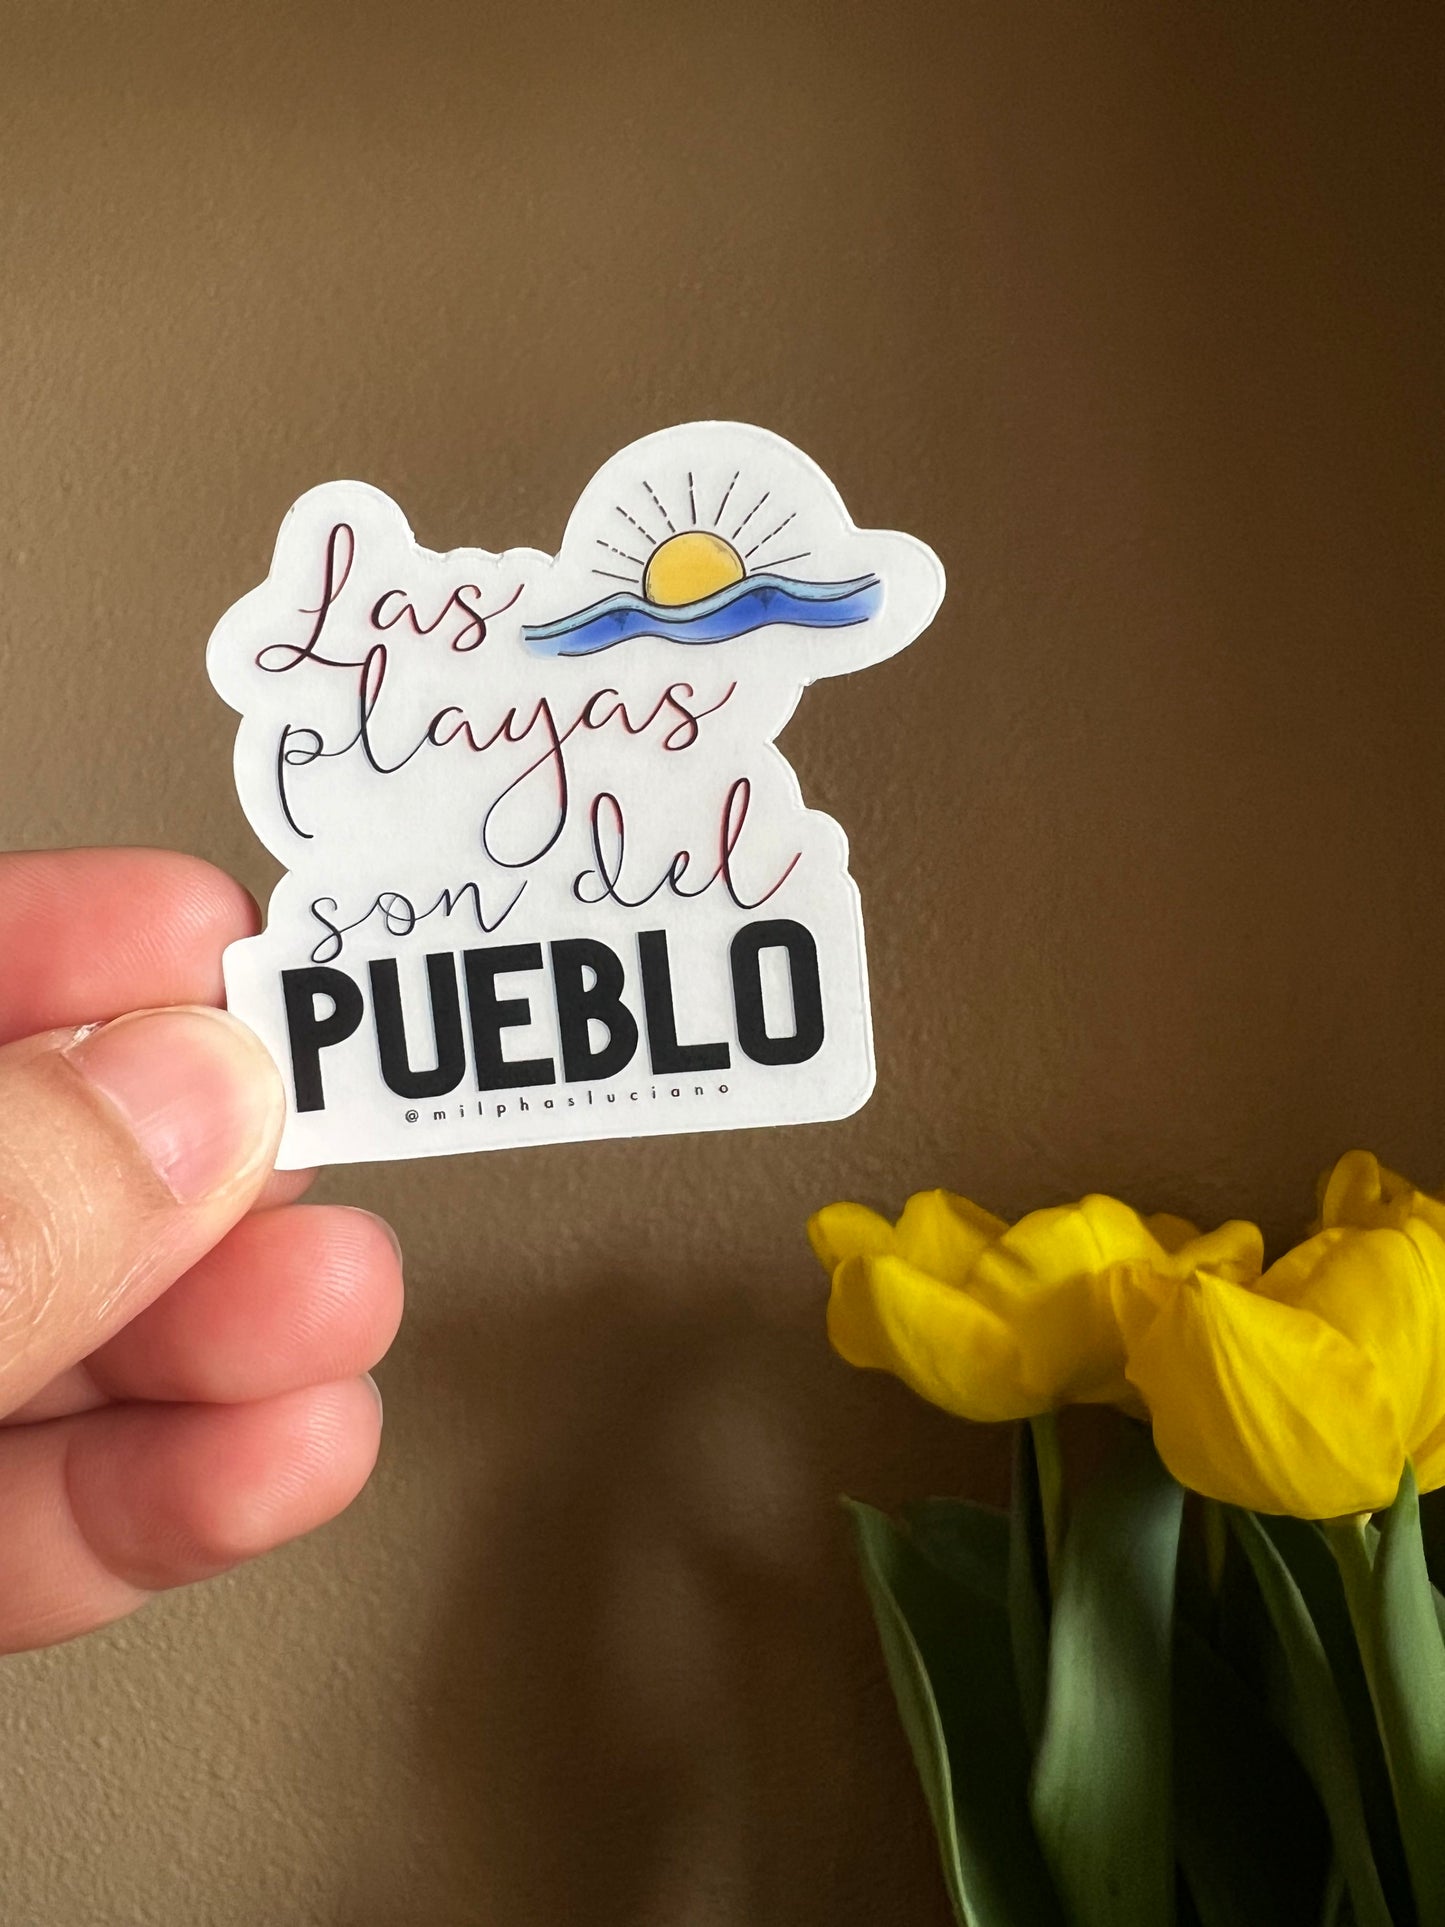 Las
playas
son del
PUEBLO
@milphasluciano